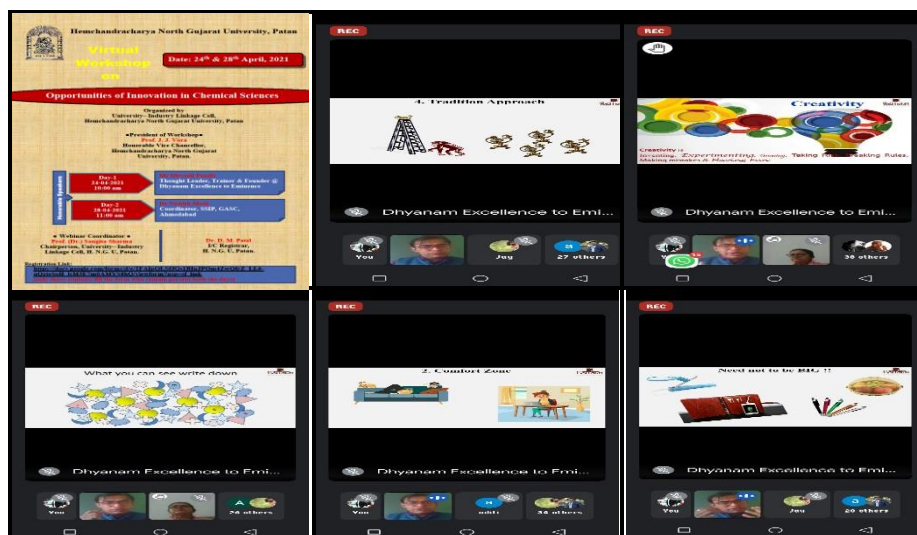 Hemchandracharya North Gujarat University, Patan
Virtual
Workshop
on
Date: 24th & 28th April, 2021
Opportunities of Innovation in Chemical Sciences
Organized by
University- Industry Linkage Cell,
Hemchandracharya North Gujarat University, Patan
●President of Workshop●
Prof. J. J. Vora
Honorable Vice Chancellor,
Hemchandracharya North Gujarat
University, Patan.
Honorable Speakers
Day-1
24-04-2021
10:00 am
Thought Leader, Trainer & Founder @
Dhyanam Excellence to Eminence
Day-2
28-04-2021
11:00 am
Coordinator, SSIP, GASC,
Ahmedabad
● Webinar Coordinator ●
Prof. (Dr.) Sangita Sharma
Chairperson, University- Industry
Linkage Cell, H. N. G. U, Patan.
Dr. D. M. Patel
I/C Registrar,
H. N. G. U, Patan.
Registration Link:
REC
4. Tradition Approach
Dhyanam Excellence to Emi...
You
Jay
27 others
REC
Creativity
Creativity is
Inventing, Experimenting, Growing, Taking Breaking Rules,
Making mistakes & Having Fun
Dhyanam Excellence to Emi...
38 others
REC
What you can see write down
Dhyanam Excellence to Emi...
You
A
26 others
REC
2. Comfort Zone
Dhyanam Excellence to Emi...
You
aditi
38 others
REC
Need not to be BIG !!
Dhyanam Excellence to Emi...
You
Jay
20 others